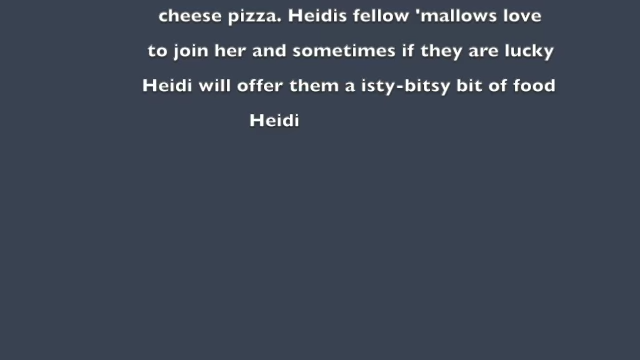 cheese pizza. Heidis fellow 'mallows love
to join her and sometimes if they are lucky
Heidi will offer them a isty-bitsy bit of food
Heidi